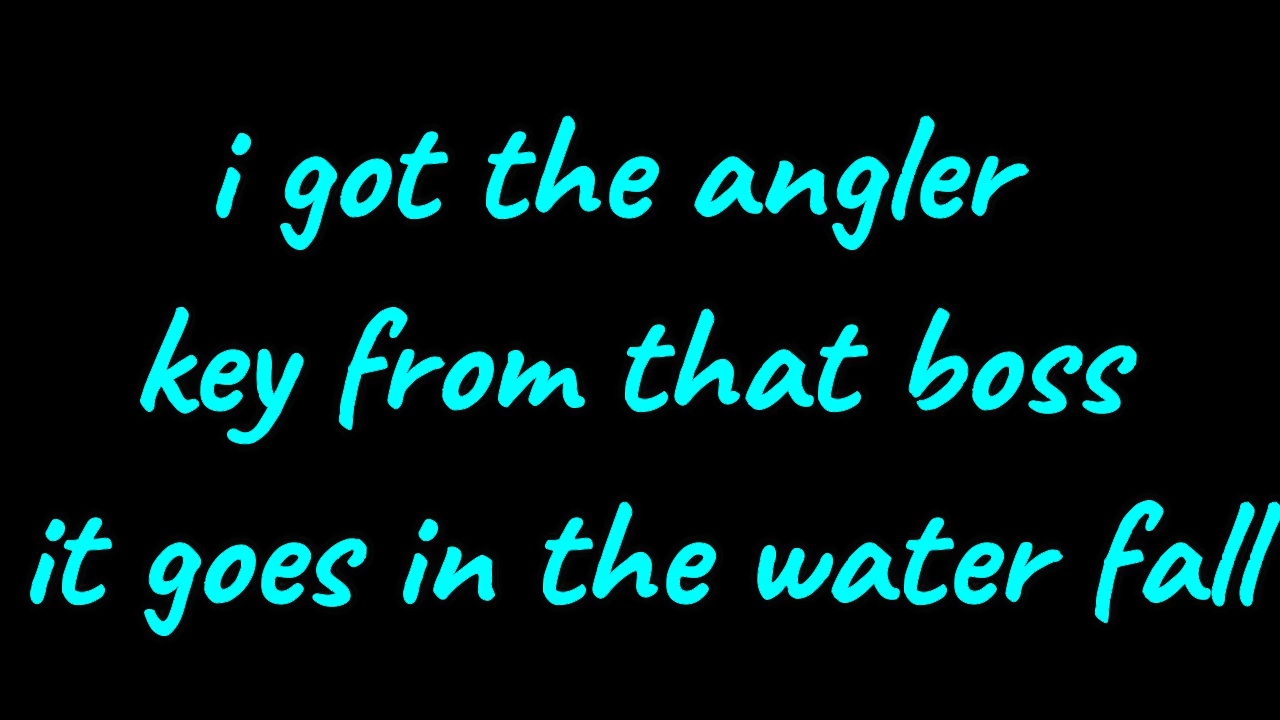 i got the angler
key from that boss
it goes in the water fall